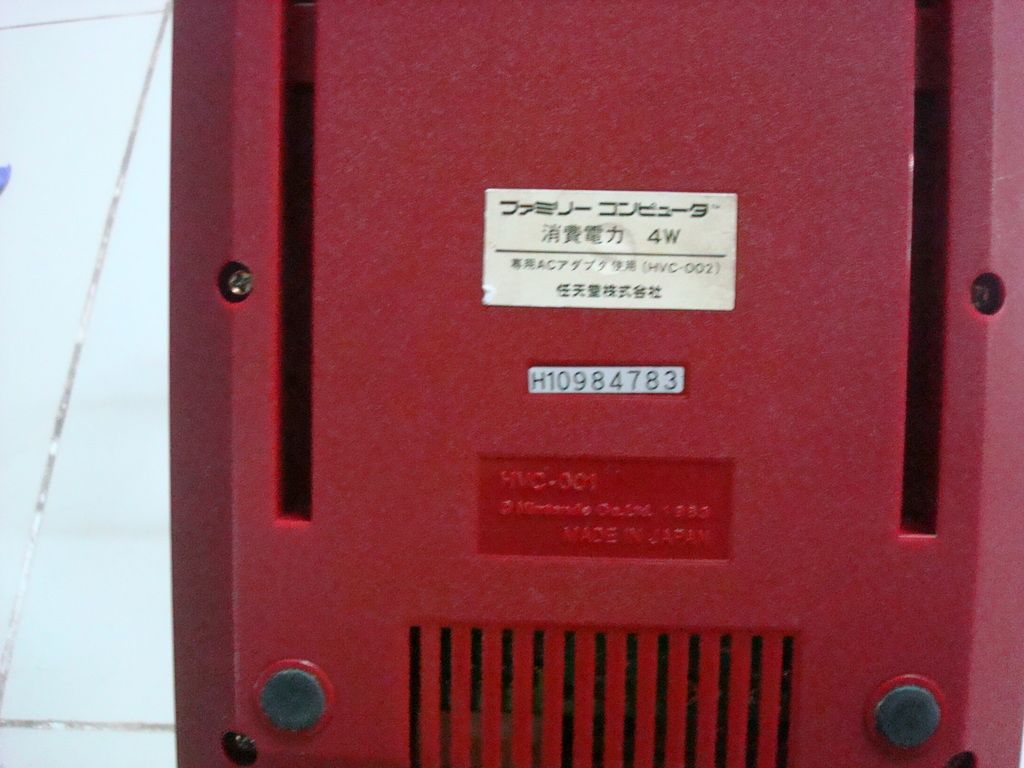 ファミリー コンピュータ™
消費電力 4W
専用ACアダプタ使用 (HVC-002)
任天堂株式会社
H10984783
HVC-001
© Nintendo Co.,Ltd. 1983
MADE IN JAPAN